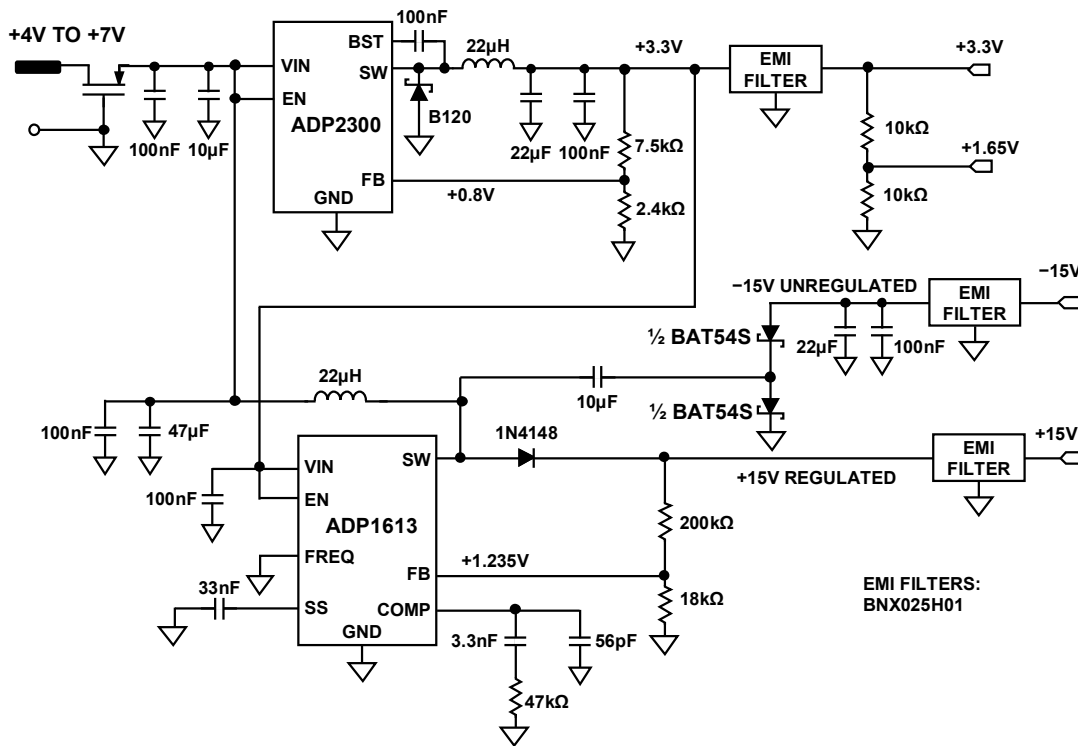 +4V TO +7V
100nF
10µF
VIN
EN
BST
SW
ADP2300
FB
GND
100nF
22µH
B120
22µF
100nF
+3.3V
7.5kΩ
+0.8V
2.4kΩ
EMI
FILTER
+3.3V
10kΩ
+1.65V
10kΩ
−15V UNREGULATED
½ BAT54S
22µF
100nF
EMI
FILTER
−15V
10µF
½ BAT54S
22µH
100nF
47µF
1N4148
+15V REGULATED
EMI
FILTER
+15V
100nF
VIN
EN
SW
ADP1613
FREQ
FB
SS
COMP
GND
33nF
+1.235V
200kΩ
18kΩ
3.3nF
56pF
47kΩ
EMI FILTERS:
BNX025H01